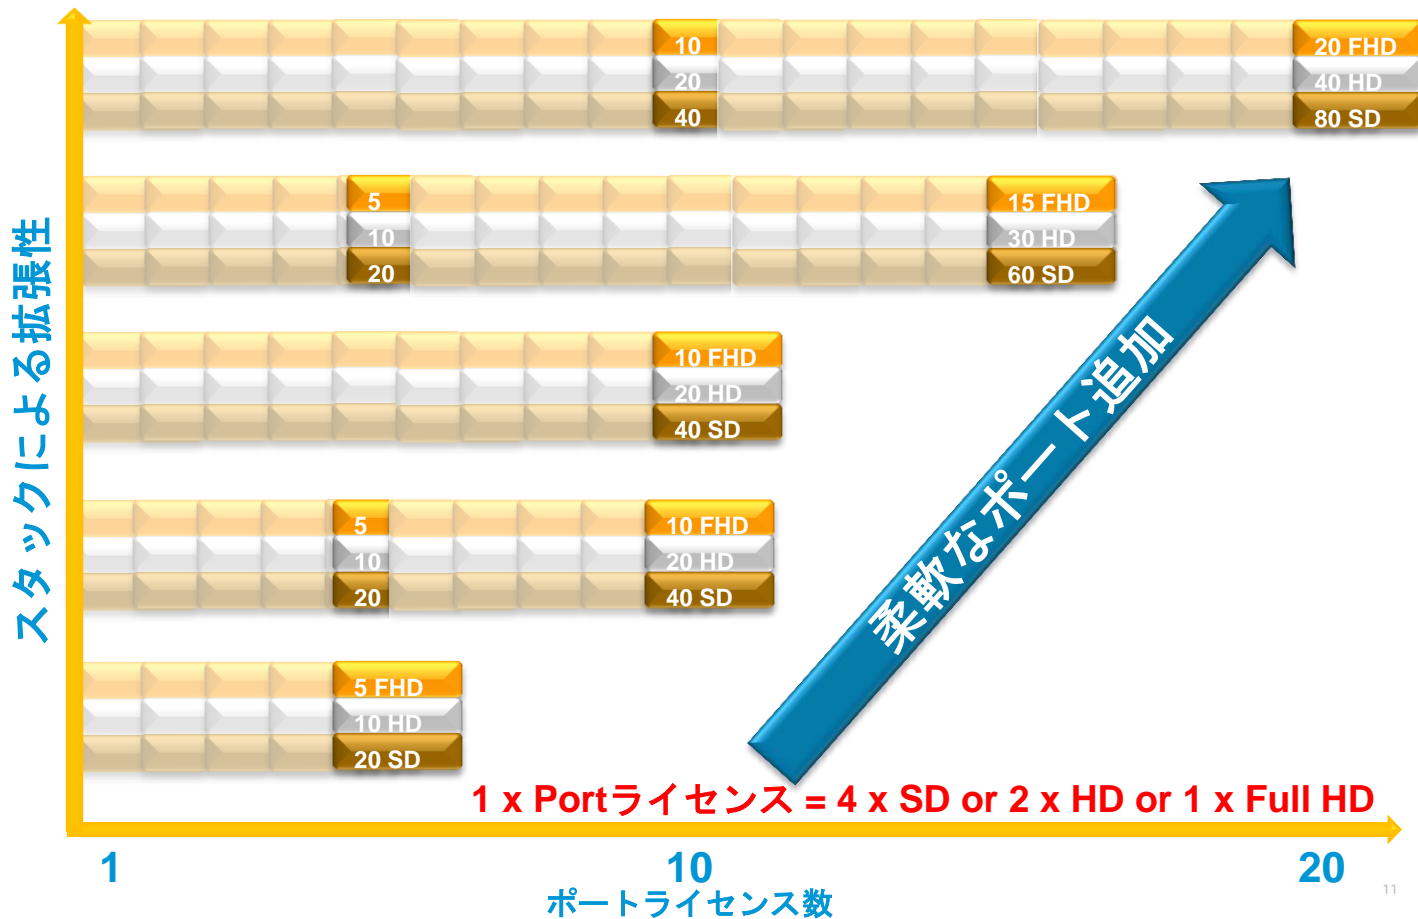 10
20
40
20 FHD
40 HD
80 SD
5
10
20
15 FHD
30 HD
60 SD
10 FHD
20 HD
40 SD
5
10
20
10 FHD
20 HD
40 SD
5 FHD
10 HD
20 SD
スタックによる拡張性
柔軟なポート追加
1 x Portライセンス = 4 x SD or 2 x HD or 1 x Full HD
1
10
20
ポートライセンス数
11